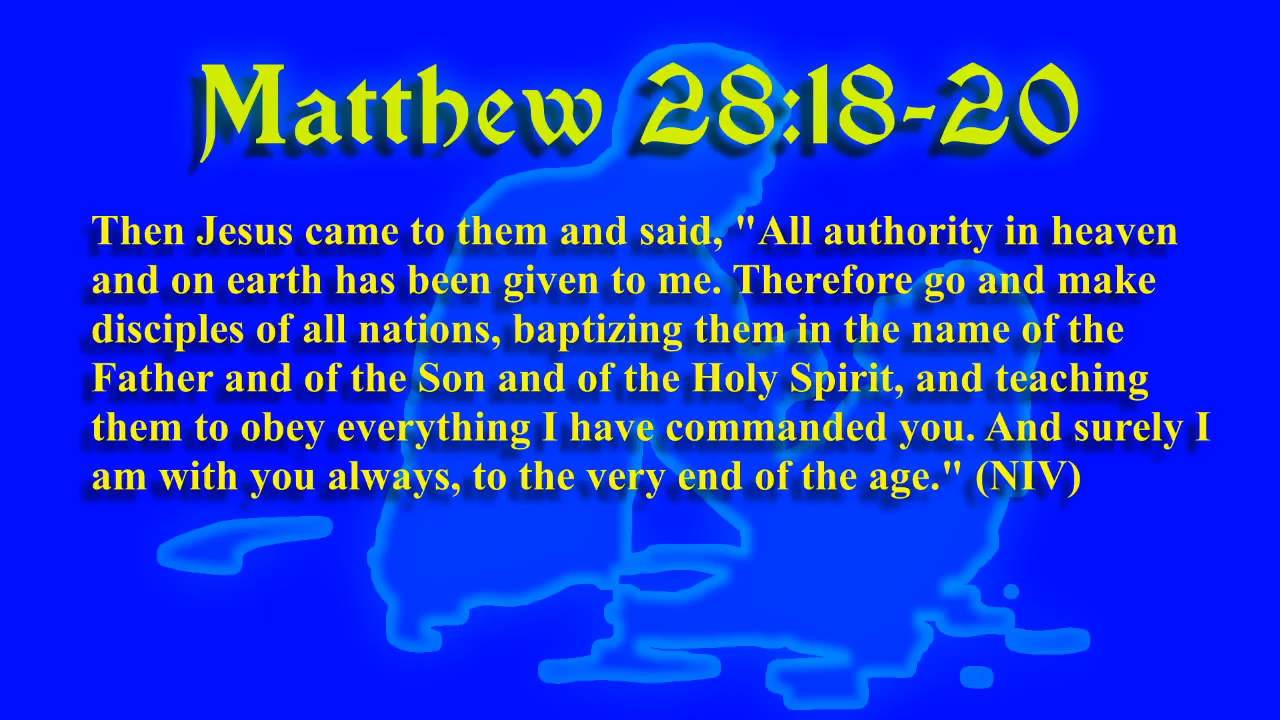 Matthew 28:18-20
Then Jesus came to them and said, "All authority in heaven
and on earth has been given to me. Therefore go and make
disciples of all nations, baptizing them in the name of the
Father and of the Son and of the Holy Spirit, and teaching
them to obey everything I have commanded you. And surely I
am with you always, to the very end of the age." (NIV)